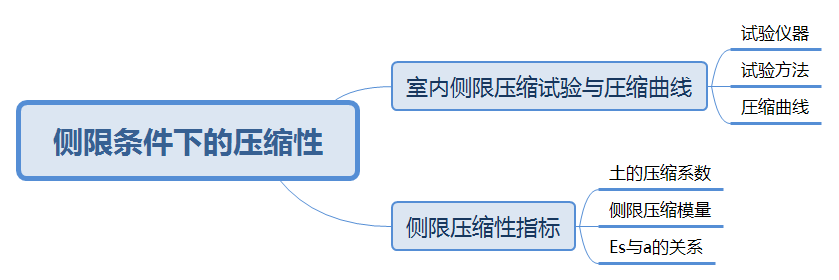 侧限条件下的压缩性
室内侧限压缩试验与压缩曲线
试验仪器
试验方法
压缩曲线
侧限压缩性指标
土的压缩系数
侧限压缩模量
Es与a的关系